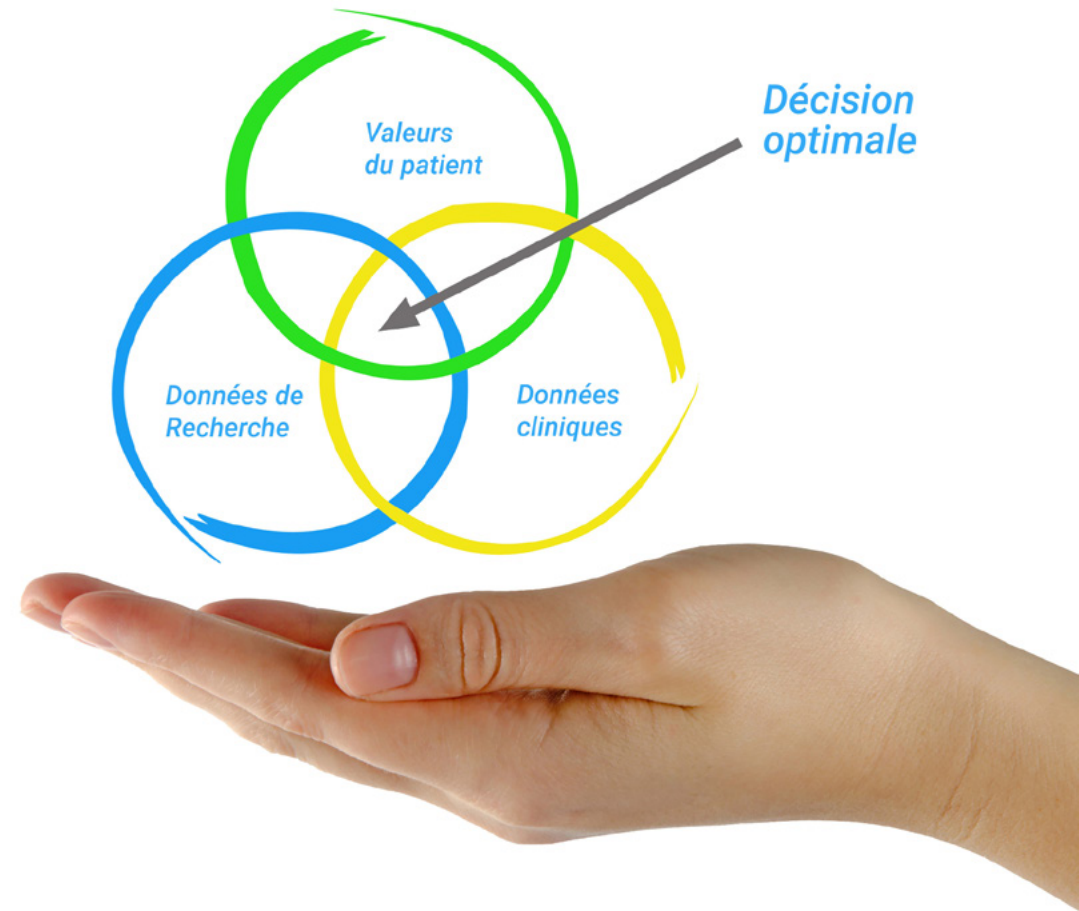 Valeurs
du patient
Décision
optimale
Données de
Recherche
Données
cliniques